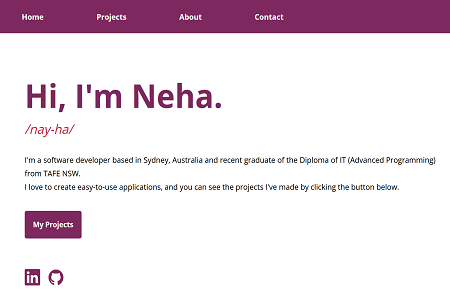 Home Projects About Contact
Hi, I'm Neha.
/nay-ha/
I'm a software developer based in Sydney, Australia and recent graduate of the Diploma of IT (Advanced Programming)
from TAFE NSW.
I love to create easy-to-use applications, and you can see the projects I've made by clicking the button below.
My Projects
in